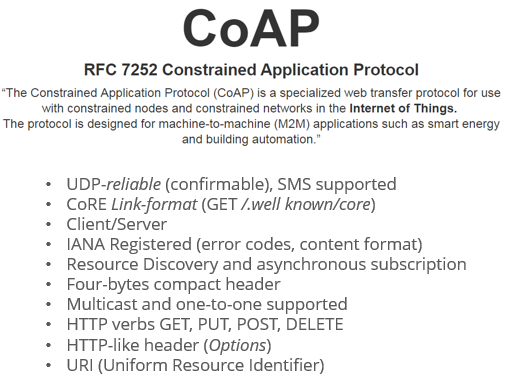 CoAP
RFC 7252 Constrained Application Protocol
“The Constrained Application Protocol (CoAP) is a specialized web transfer protocol for use
with constrained nodes and constrained networks in the Internet of Things.
The protocol is designed for machine-to-machine (M2M) applications such as smart energy
and building automation.”
• UDP-reliable (confirmable), SMS supported
• CoRE Link-format (GET /.well known/core)
• Client/Server
• IANA Registered (error codes, content format)
• Resource Discovery and asynchronous subscription
• Four-bytes compact header
• Multicast and one-to-one supported
• HTTP verbs GET, PUT, POST, DELETE
• HTTP-like header (Options)
• URI (Uniform Resource Identifier)